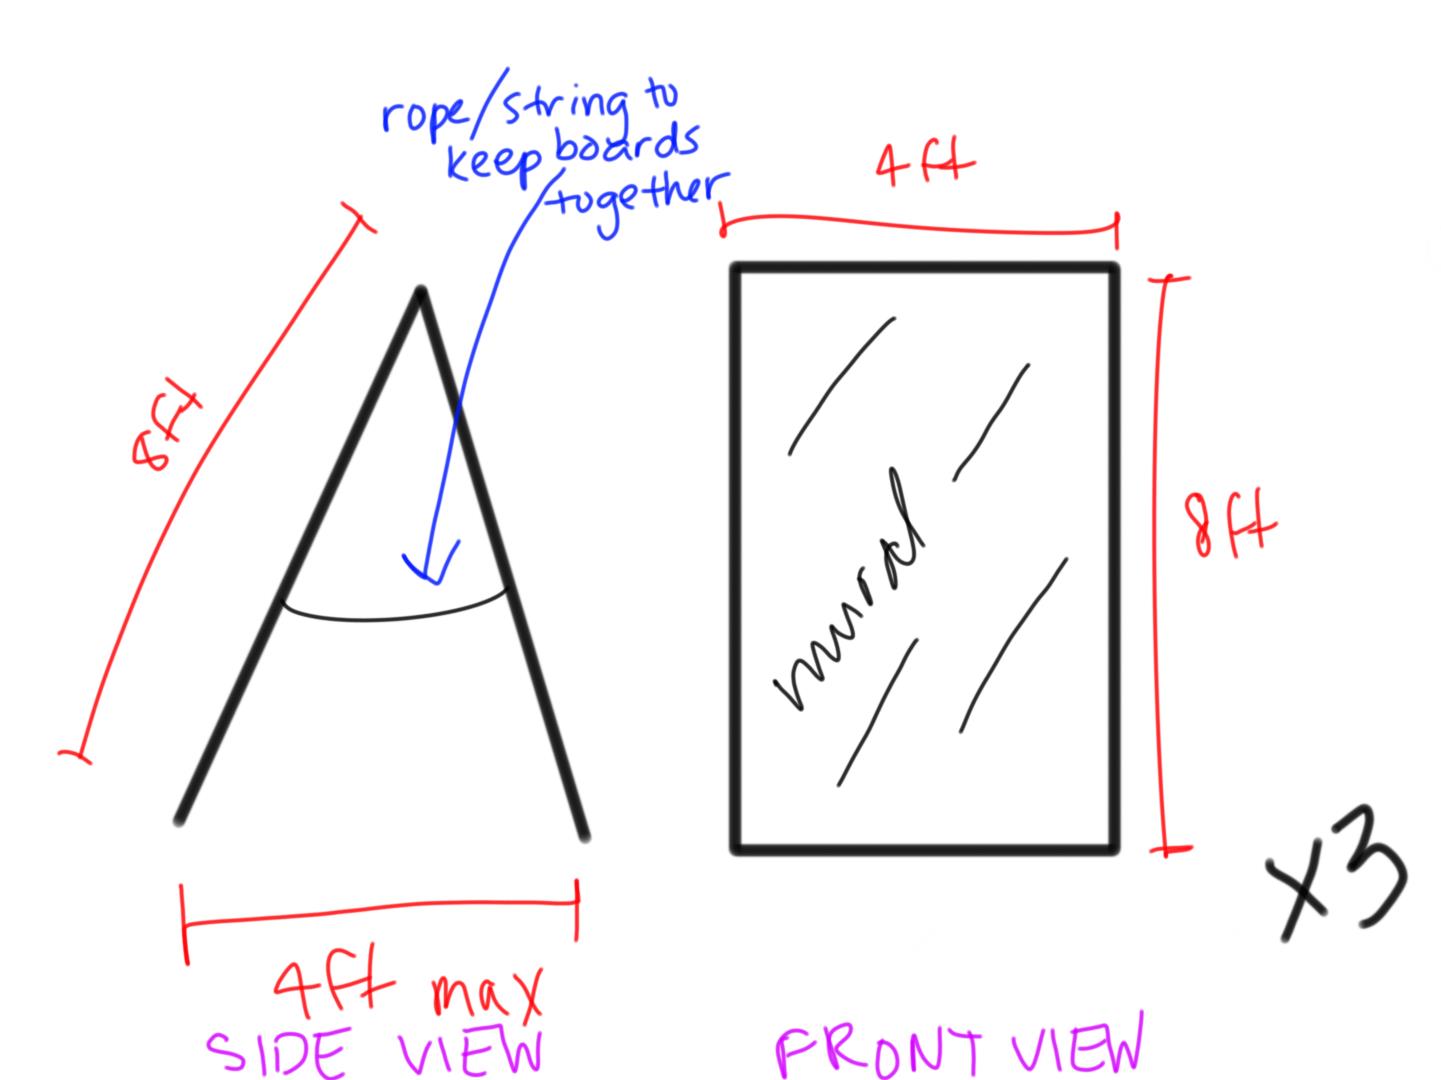 rope/string to
keep boards
together
4ft
8ft
8ft
mural
4ft max
x3
SIDE VIEW
FRONT VIEW